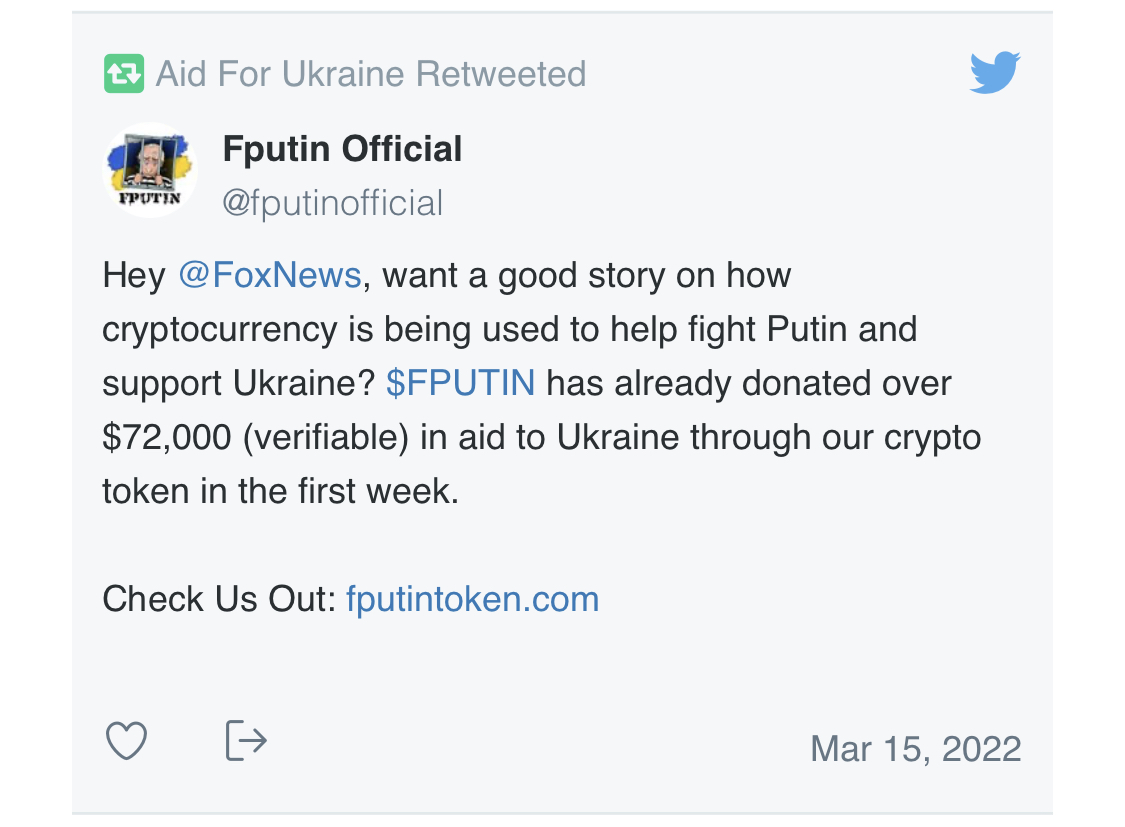 Aid For Ukraine Retweeted
FPUTIN
Fputin Official
@fputinofficial
Hey @FoxNews, want a good story on how
cryptocurrency is being used to help fight Putin and
support Ukraine? $FPUTIN has already donated over
$72,000 (verifiable) in aid to Ukraine through our crypto
token in the first week.
Check Us Out: fputintoken.com
Mar 15, 2022